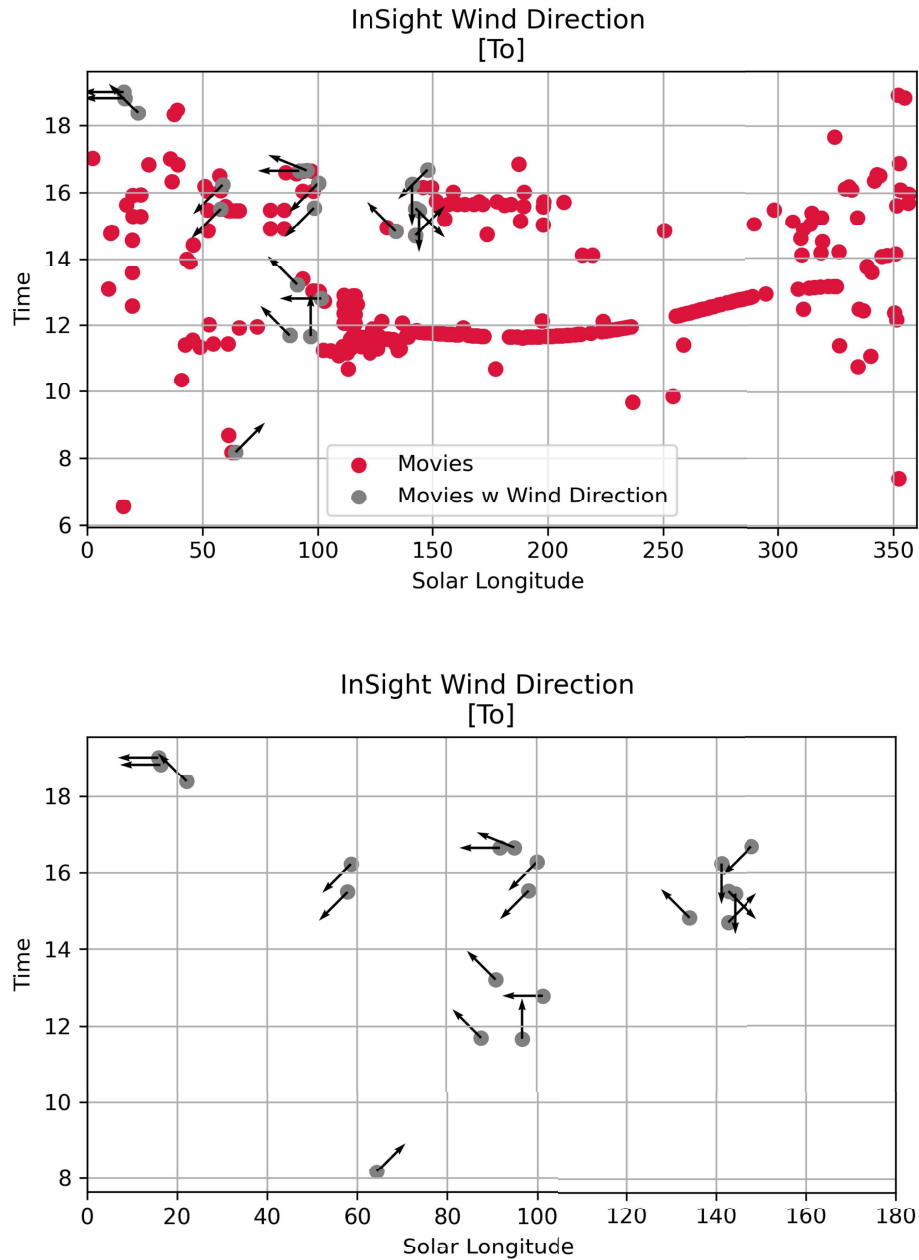 InSight Wind Direction
[To]
18
16
14
12
10
8
6
Time
Movies
Movies w Wind Direction
0 50 100 150 200 250 300 350
Solar Longitude
InSight Wind Direction
[To]
18
16
14
12
10
8
Time
0 20 40 60 80 100 120 140 160 180
Solar Longitude